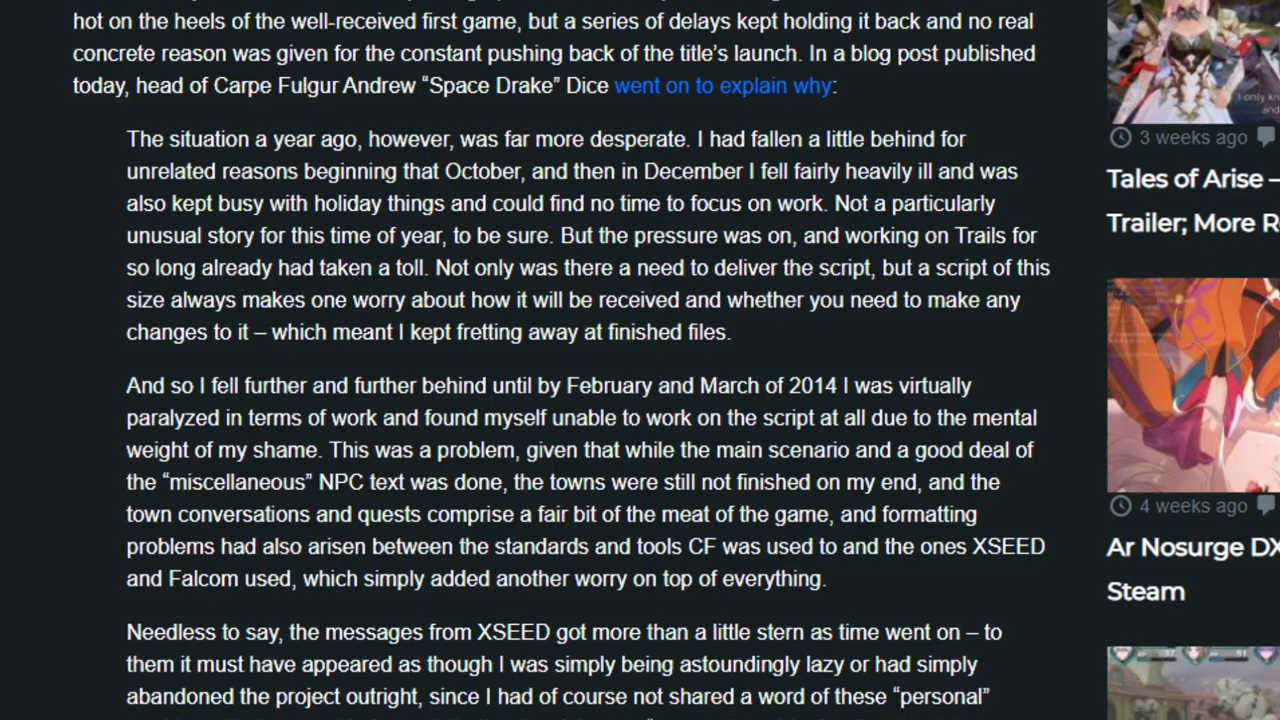 hot on the heels of the well-received first game, but a series of delays kept holding it back and no real
concrete reason was given for the constant pushing back of the title’s launch. In a blog post published
today, head of Carpe Fulgur Andrew “Space Drake” Dice went on to explain why:
The situation a year ago, however, was far more desperate. I had fallen a little behind for
unrelated reasons beginning that October, and then in December I fell fairly heavily ill and was
also kept busy with holiday things and could find no time to focus on work. Not a particularly
unusual story for this time of year, to be sure. But the pressure was on, and working on Trails for
so long already had taken a toll. Not only was there a need to deliver the script, but a script of this
size always makes one worry about how it will be received and whether you need to make any
changes to it – which meant I kept fretting away at finished files.
And so I fell further and further behind until by February and March of 2014 I was virtually
paralyzed in terms of work and found myself unable to work on the script at all due to the mental
weight of my shame. This was a problem, given that while the main scenario and a good deal of
the “miscellaneous” NPC text was done, the towns were still not finished on my end, and the
town conversations and quests comprise a fair bit of the meat of the game, and formatting
problems had also arisen between the standards and tools CF was used to and the ones XSEED
and Falcom used, which simply added another worry on top of everything.
Needless to say, the messages from XSEED got more than a little stern as time went on – to
them it must have appeared as though I was simply being astoundingly lazy or had simply
abandoned the project outright, since I had of course not shared a word of these “personal”
I only kn
and
3 weeks ago
Tales of Arise –
Trailer; More R
4 weeks ago
Ar Nosurge DX
Steam